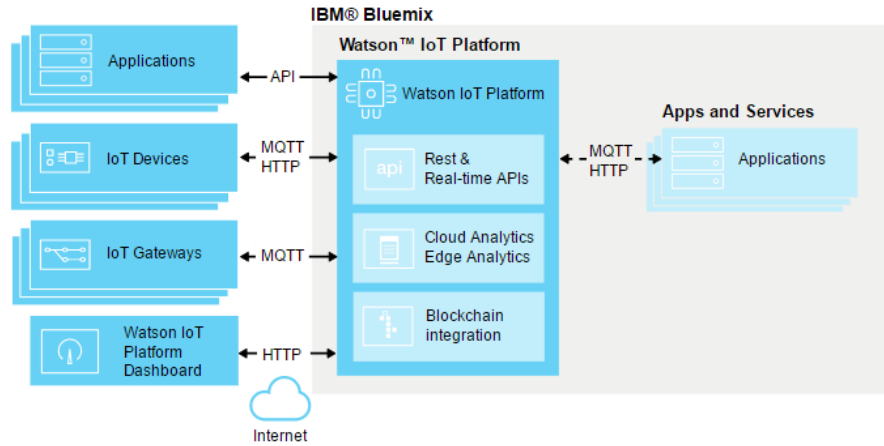 IBM® Bluemix
Watson™ IoT Platform
Applications
API
Watson IoT Platform
Apps and Services
IoT Devices
MQTT
HTTP
api
Rest &
Real-time APIs
MQTT
HTTP
Applications
IoT Gateways
MQTT
Cloud Analytics
Edge Analytics
Watson IoT
Platform
Dashboard
HTTP
Blockchain
integration
Internet